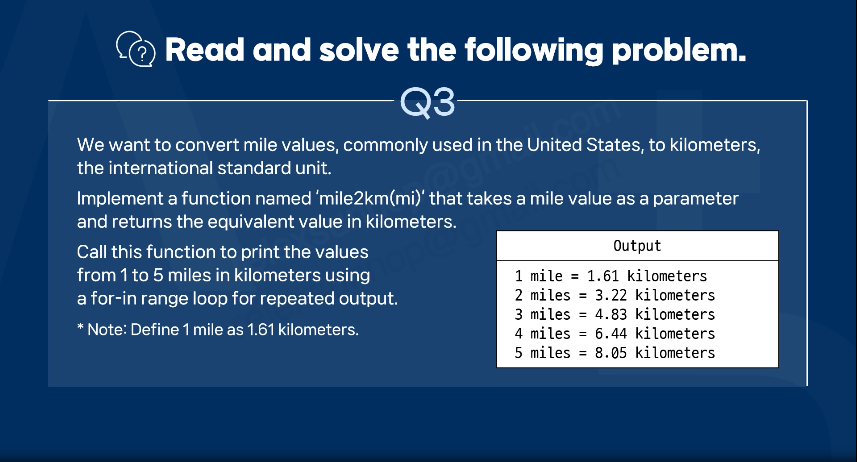 Read and solve the following problem.
Q3
We want to convert mile values, commonly used in the United States, to kilometers,
the international standard unit.
Implement a function named ‘mile2km(mi)’ that takes a mile value as a parameter
and returns the equivalent value in kilometers.
Call this function to print the values
from 1 to 5 miles in kilometers using
a for-in range loop for repeated output.
* Note: Define 1 mile as 1.61 kilometers.
Output
1 mile = 1.61 kilometers
2 miles = 3.22 kilometers
3 miles = 4.83 kilometers
4 miles = 6.44 kilometers
5 miles = 8.05 kilometers